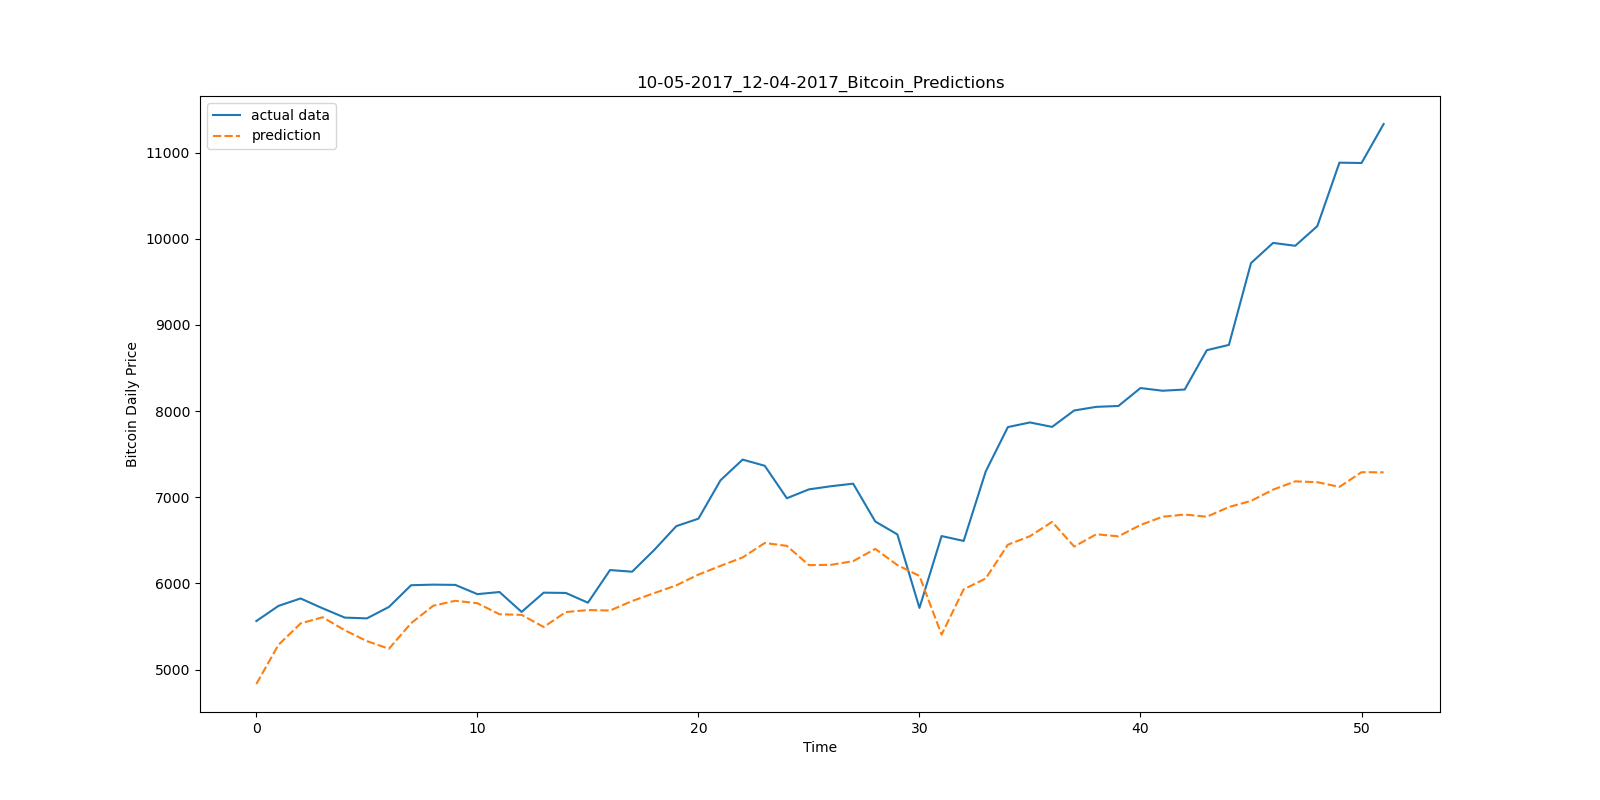 10-05-2017_12-04-2017_Bitcoin_Predictions
actual data
prediction
Bitcoin Daily Price
11000
10000
9000
8000
7000
6000
5000
0 10 20 30 40 50
Time